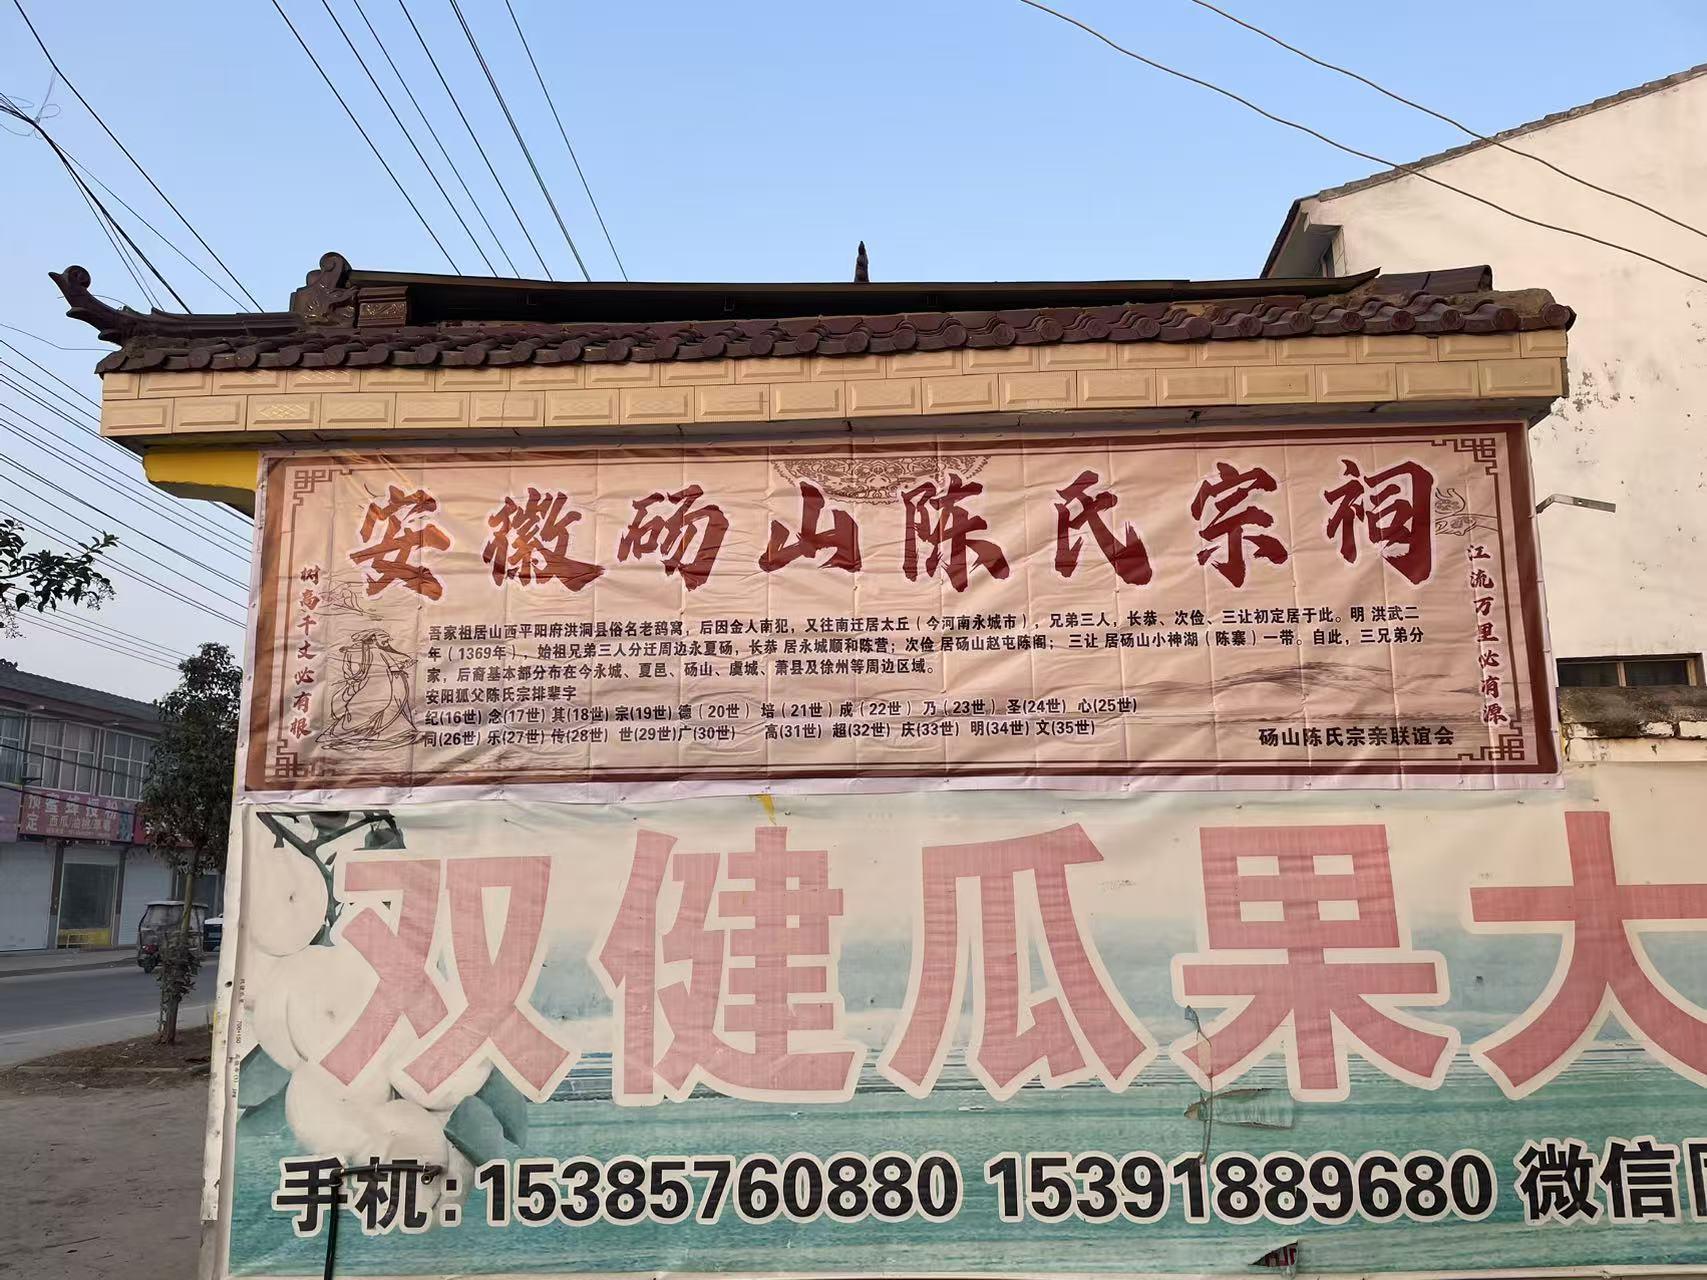 安徽砀山陈氏宗祠
树高千丈必有根
江流万里必有源
吾家祖居山西平阳府洪洞县俗名老鹳窝，后因金人南犯，又往南迁居太丘（今河南永城市），兄弟三人，长恭、次俭、三让初定居于此。明 洪武二
年（1369年），始祖兄弟三人分迁周边永夏砀，长恭 居永城顺和陈营；次俭 居砀山赵屯陈阁； 三让 居砀山小神湖（陈寨）一带。自此，三兄弟分
家，后裔基本都分布在今永城、夏邑、砀山、虞城、萧县及徐州等周边区域。
安阳狐父陈氏宗排辈字
纪(16世) 念(17世) 其(18世) 宗(19世) 德（20世） 培（21世）成（22世） 乃（23世） 圣(24世) 心(25世)
同(26世) 乐(27世) 传(28世) 世(29世)广(30世) 高(31世) 超(32世) 庆(33世) 明(34世) 文(35世)
砀山陈氏宗亲联谊会
双健瓜果大
手机:15385760880 15391889680 微信
预定
蜜蜂授粉